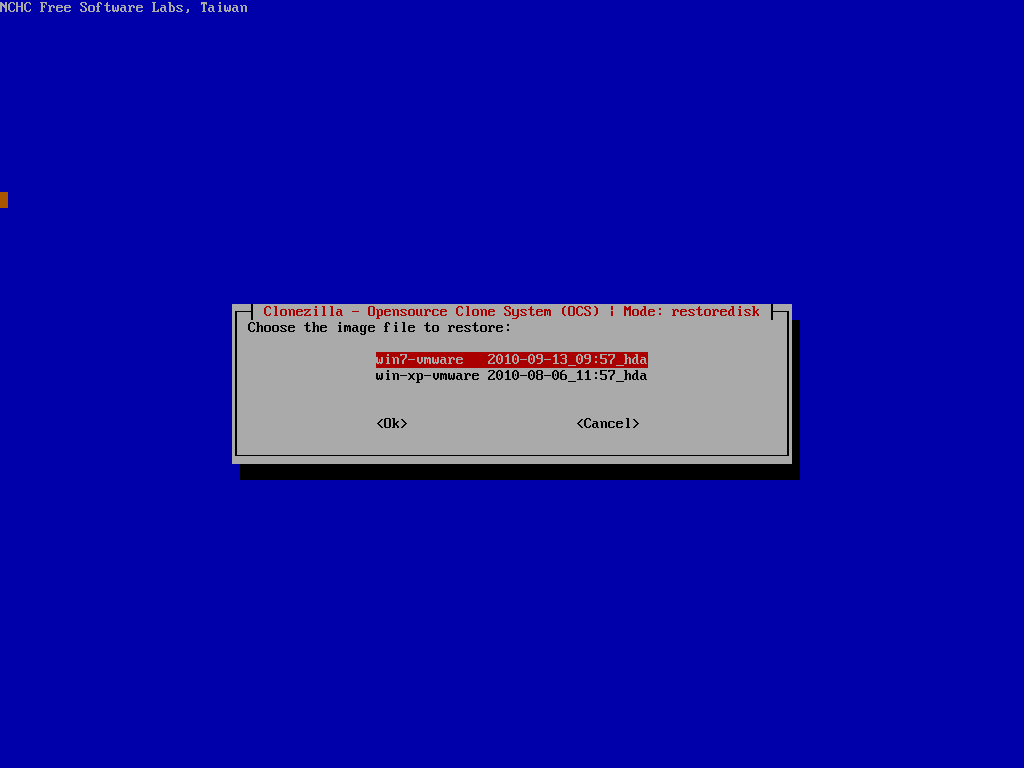 NCHC Free Software Labs, Taiwan
Clonezilla - Opensource Clone System (OCS) | Mode: restoredisk
Choose the image file to restore:
win7-vmware   2010-09-13_09:57_hda
win-xp-vmware 2010-08-06_11:57_hda
<Ok> <Cancel>